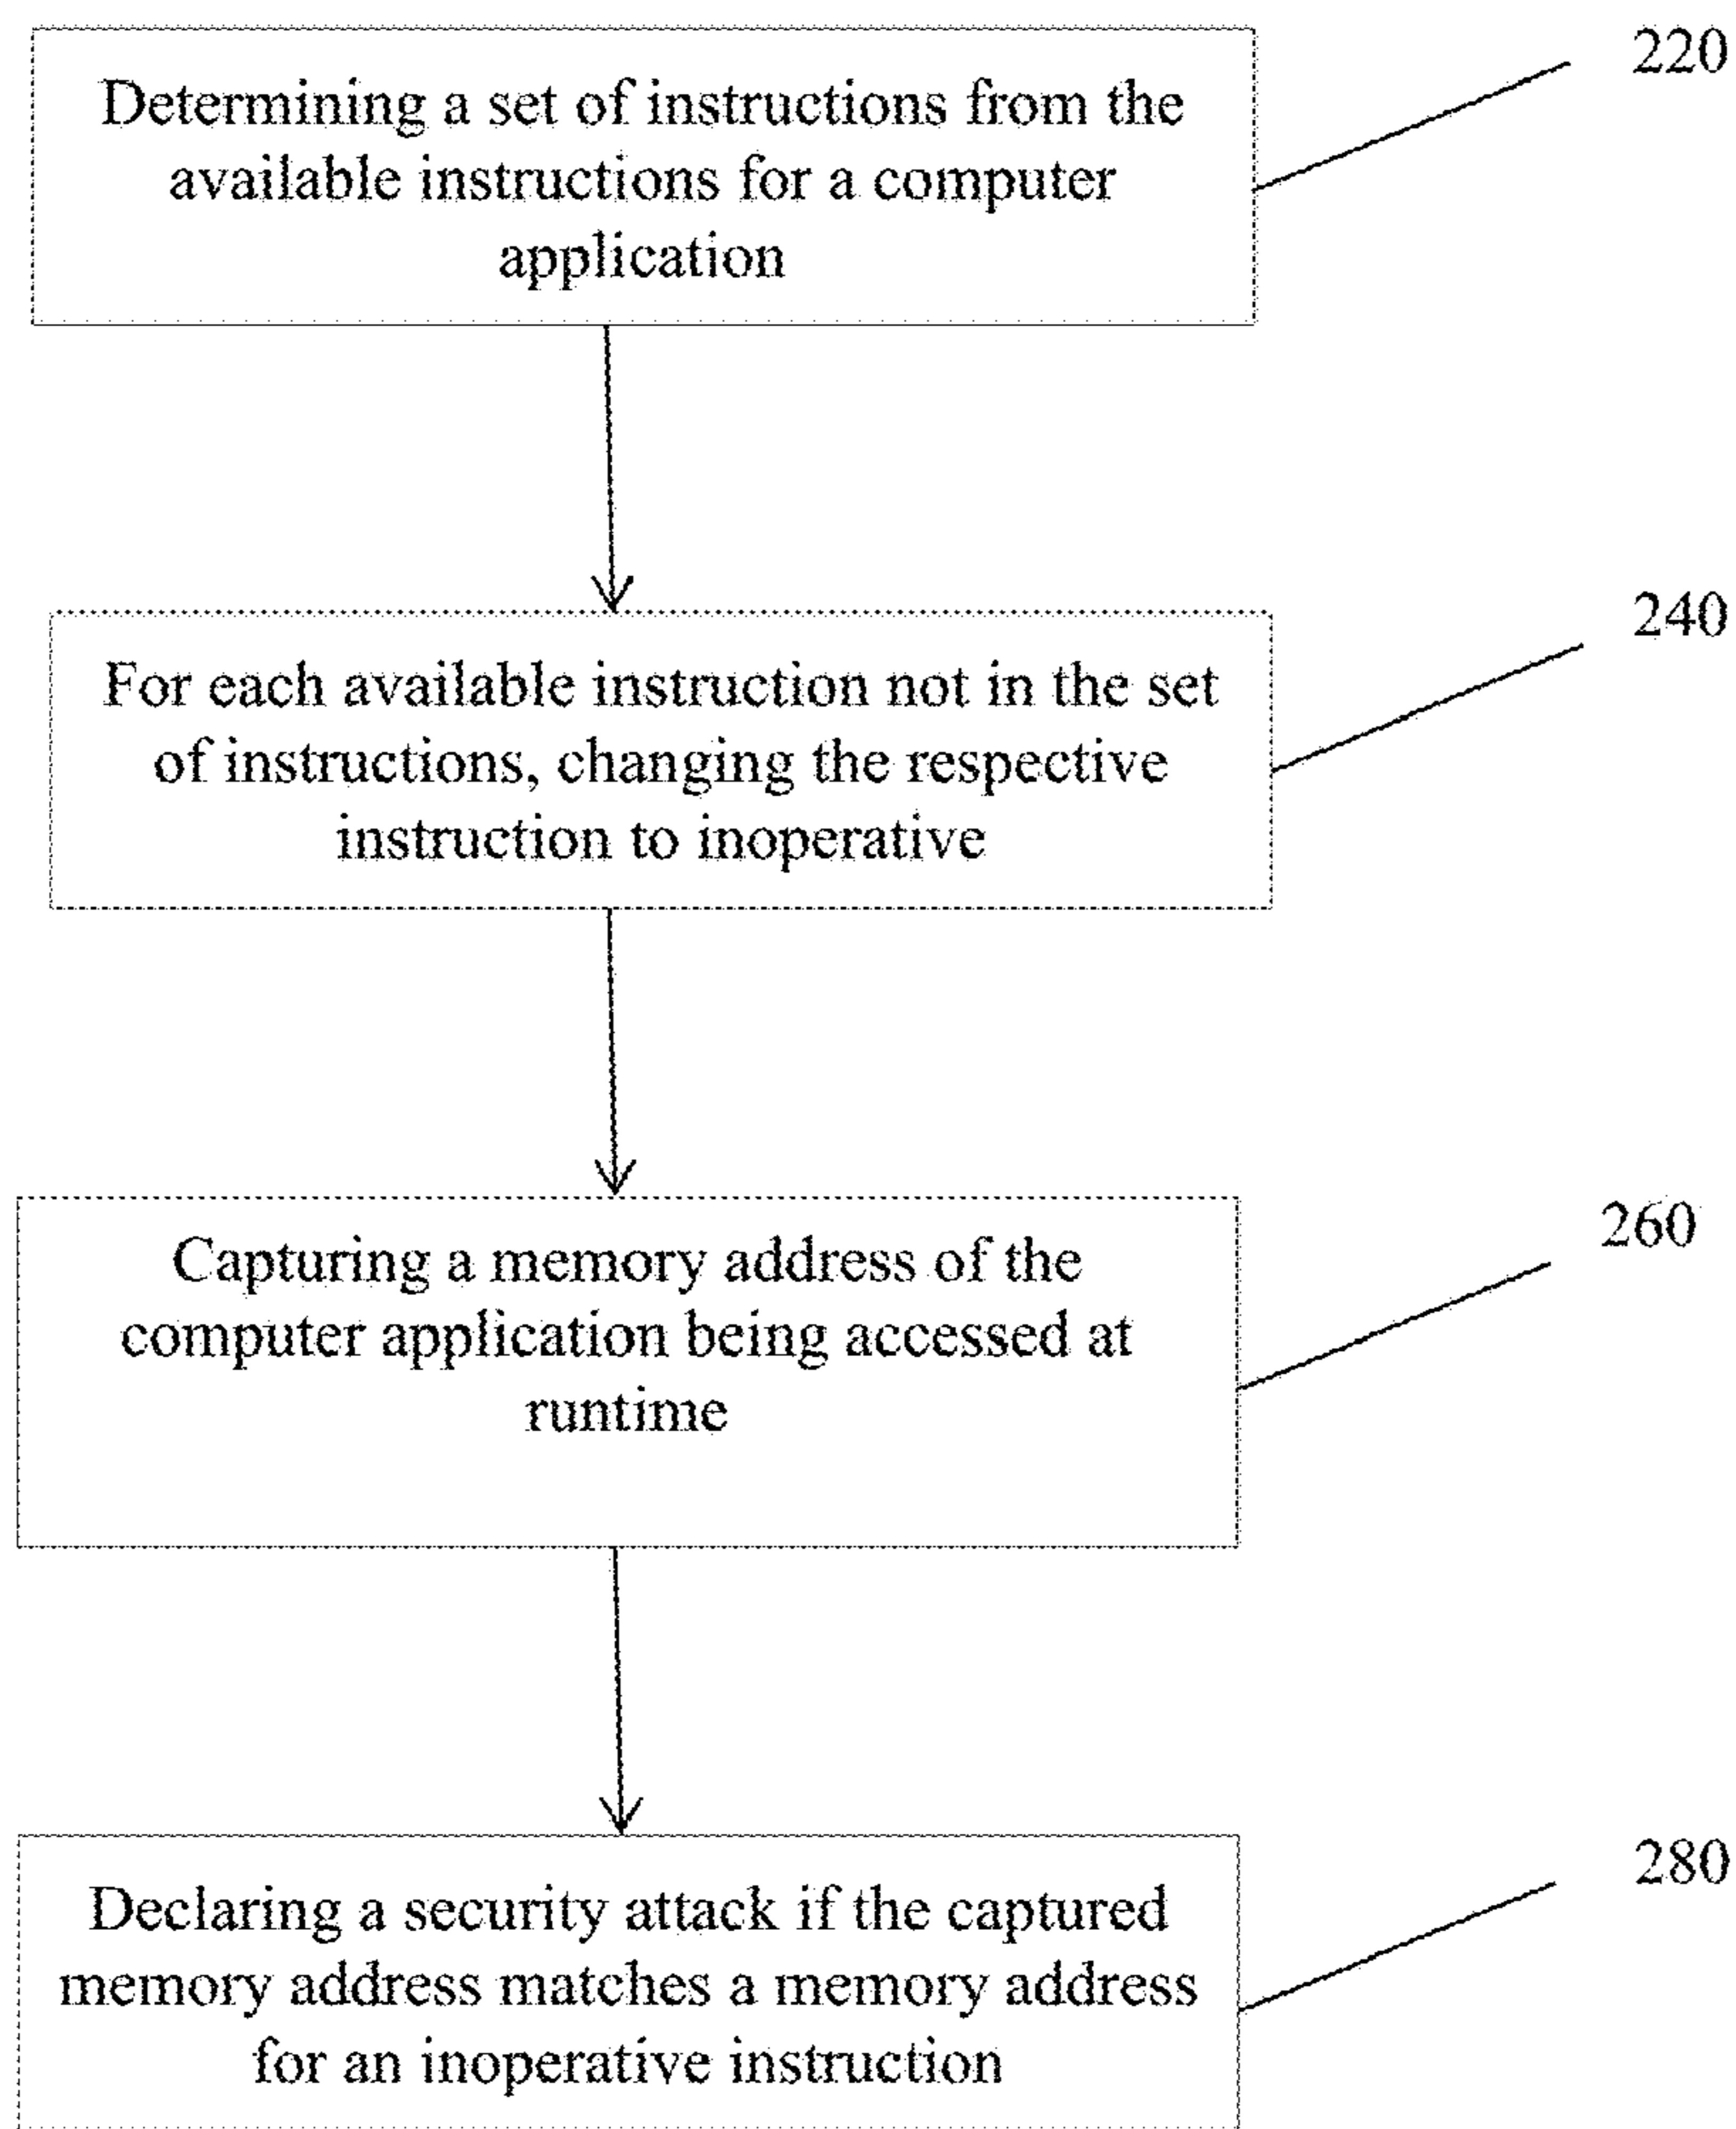 220
Determining a set of instructions from the
available instructions for a computer
application
240
For each available instruction not in the set
of instructions, changing the respective
instruction to inoperative
260
Capturing a memory address of the
computer application being accessed at
runtime
280
Declaring a security attack if the captured
memory address matches a memory address
for an inoperative instruction